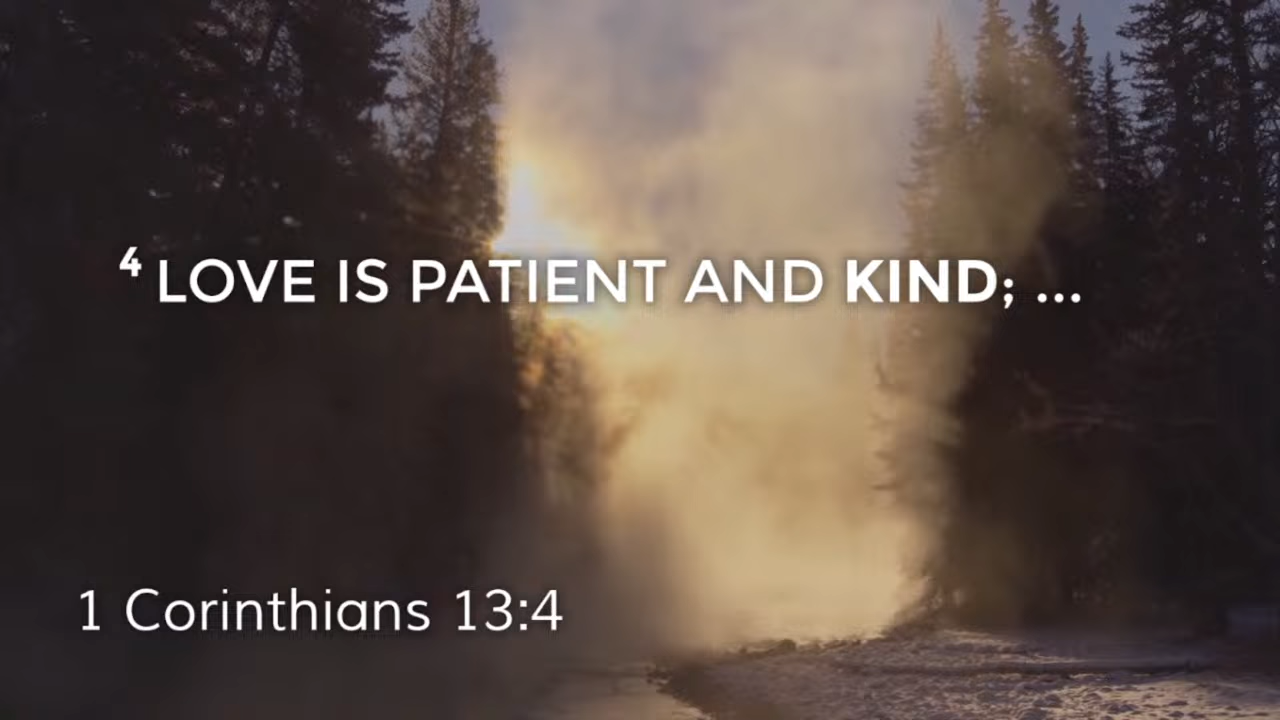 ⁴ LOVE IS PATIENT AND KIND; ...
1 Corinthians 13:4